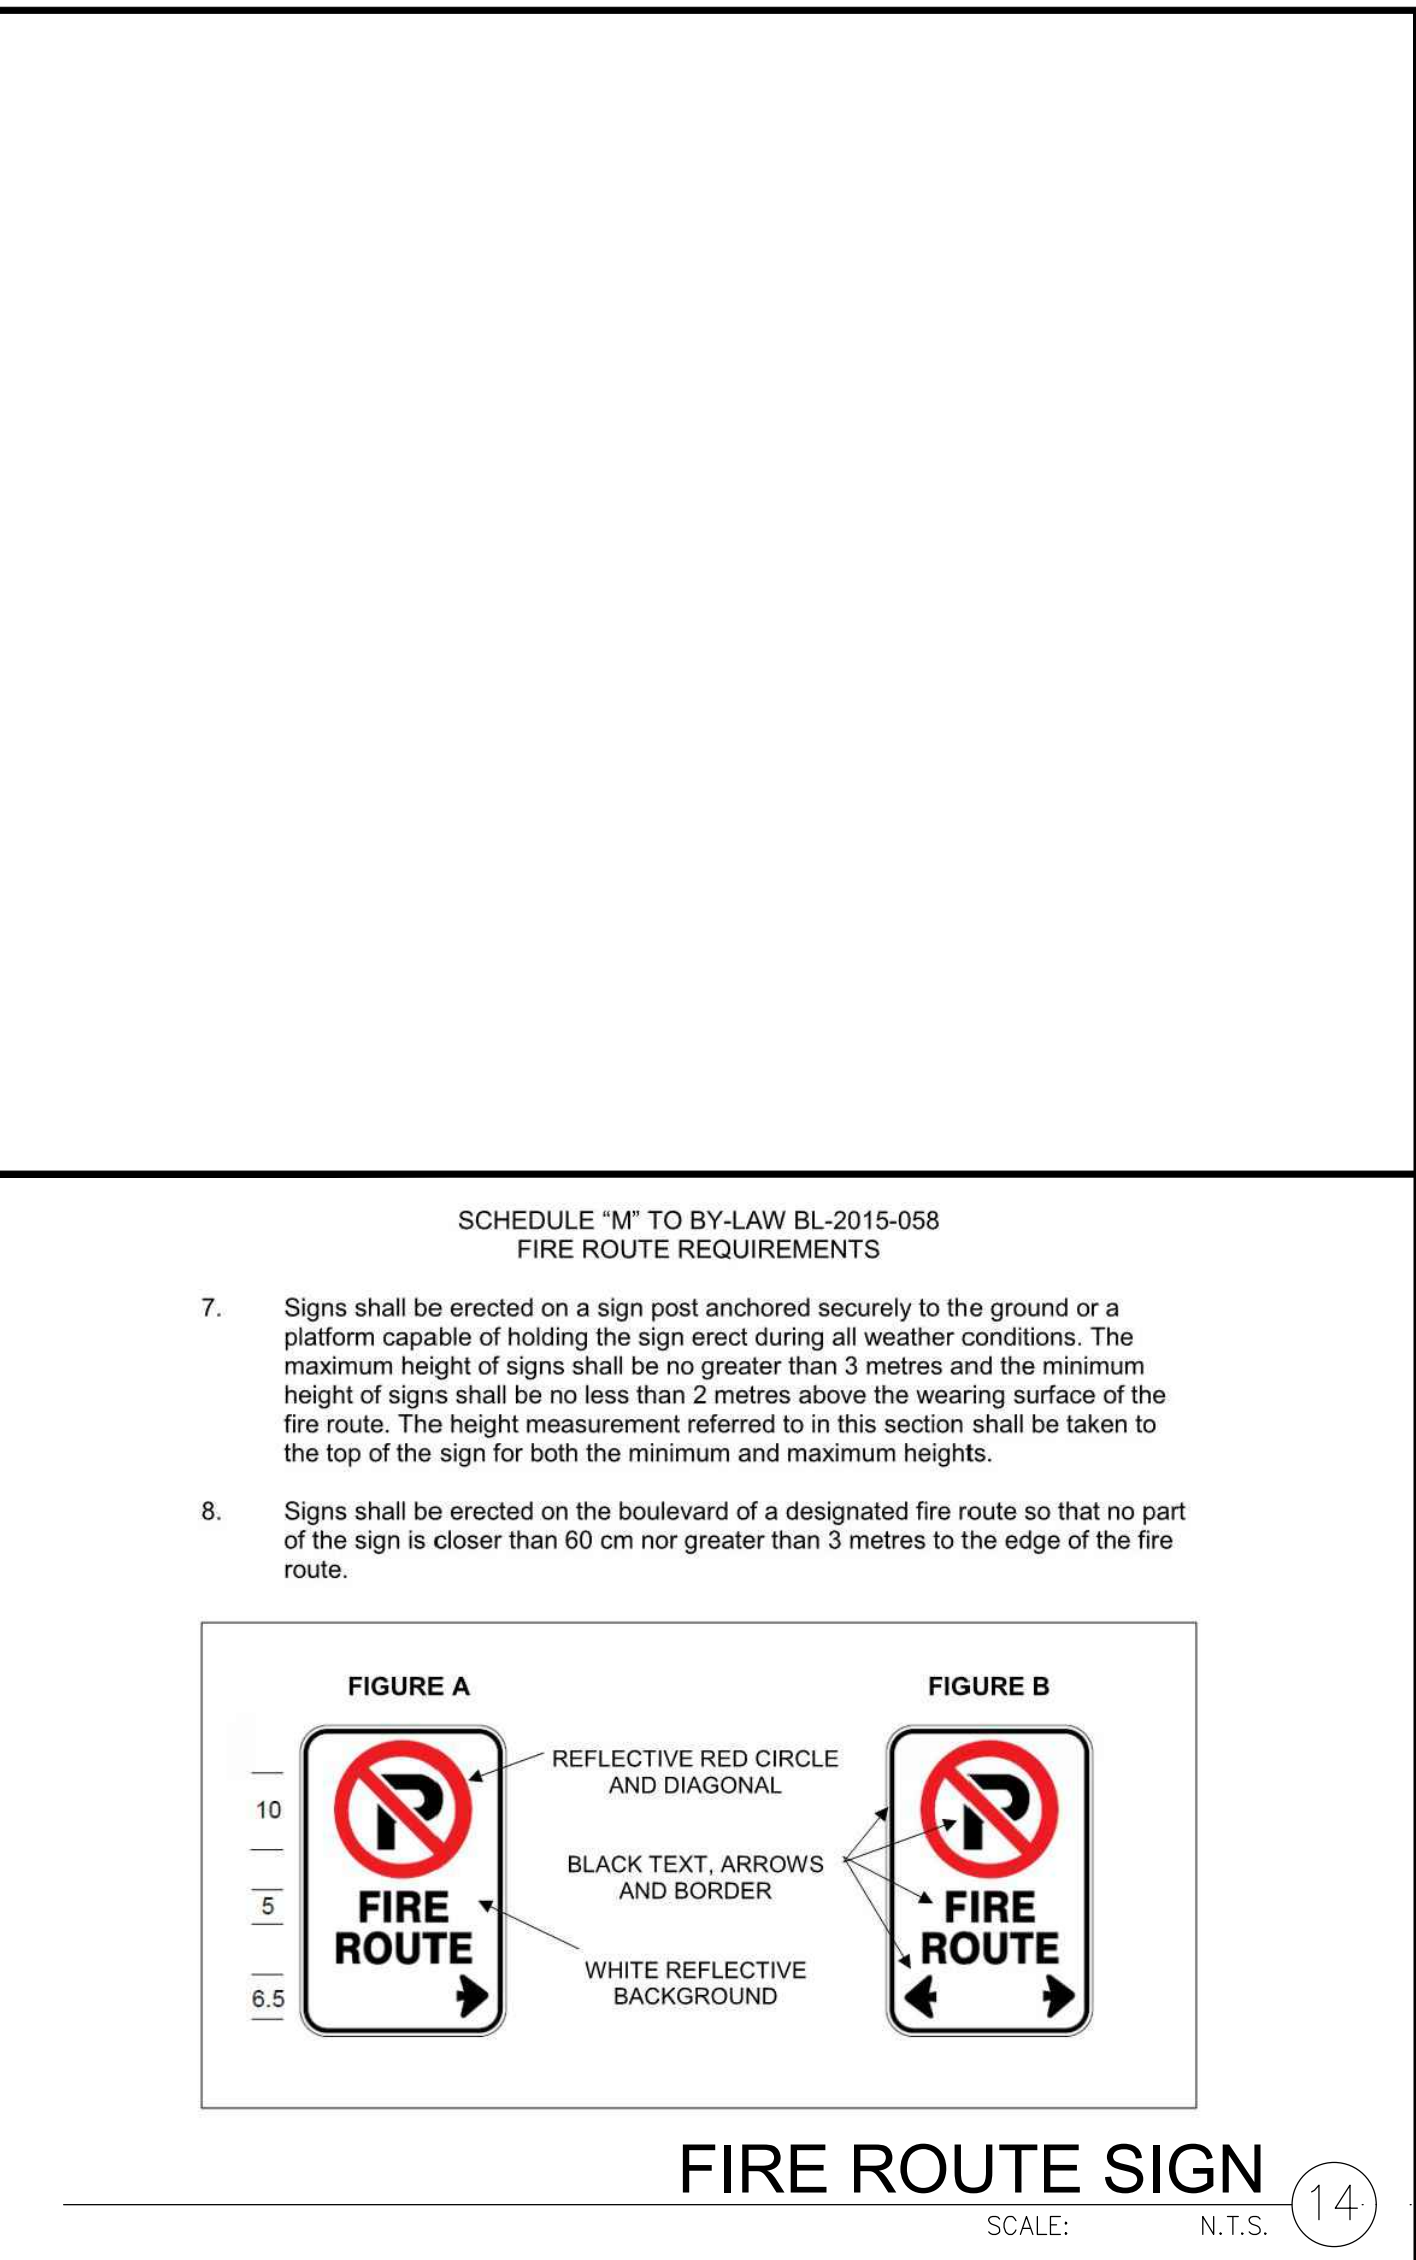 SCHEDULE “M” TO BY-LAW BL-2015-058
FIRE ROUTE REQUIREMENTS
7. Signs shall be erected on a sign post anchored securely to the ground or a
platform capable of holding the sign erect during all weather conditions. The
maximum height of signs shall be no greater than 3 metres and the minimum
height of signs shall be no less than 2 metres above the wearing surface of the
fire route. The height measurement referred to in this section shall be taken to
the top of the sign for both the minimum and maximum heights.
8. Signs shall be erected on the boulevard of a designated fire route so that no part
of the sign is closer than 60 cm nor greater than 3 metres to the edge of the fire
route.
FIGURE A
FIGURE B
10
5
6.5
P
FIRE
ROUTE
REFLECTIVE RED CIRCLE
AND DIAGONAL
BLACK TEXT, ARROWS
AND BORDER
WHITE REFLECTIVE
BACKGROUND
P
FIRE
ROUTE
FIRE ROUTE SIGN
14
SCALE: N.T.S.